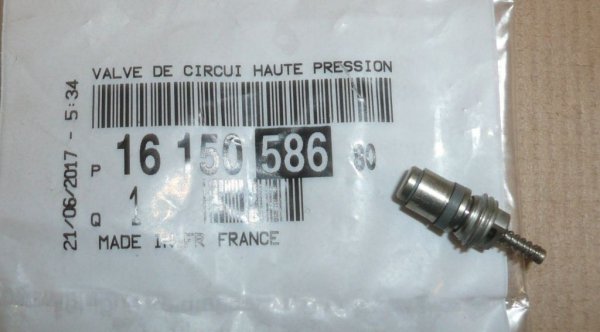 VALVE DE CIRCUI HAUTE PRESSION
21/06/2017 - 5:34
P 16 150 586 80
Q 1
MADE IN FR FRANCE